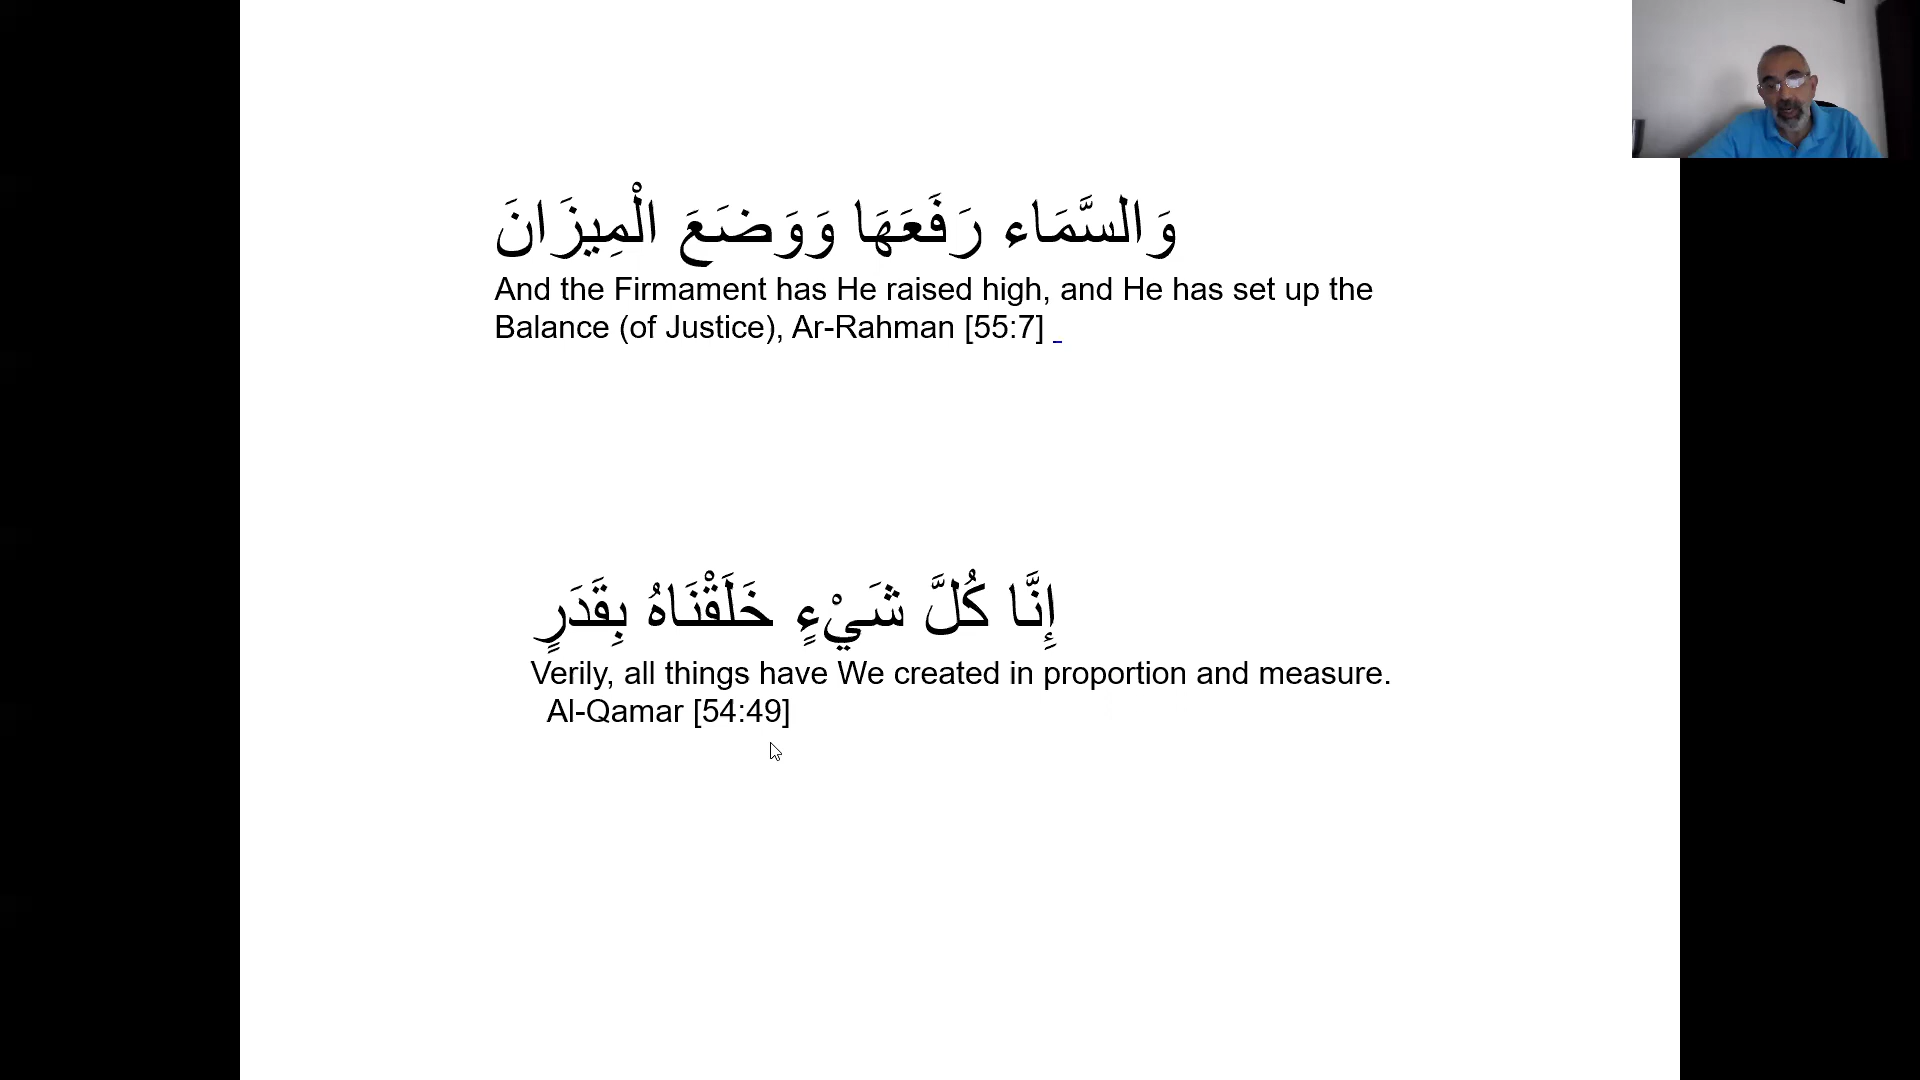 وَالسَّمَاء رَفَعَهَا وَوَضَعَ الْمِيزَانَ
And the Firmament has He raised high, and He has set up the
Balance (of Justice), Ar-Rahman [55:7]
إِنَّا كُلَّ شَيْءٍ خَلَقْنَاهُ بِقَدَرٍ
Verily, all things have We created in proportion and measure.
Al-Qamar [54:49]